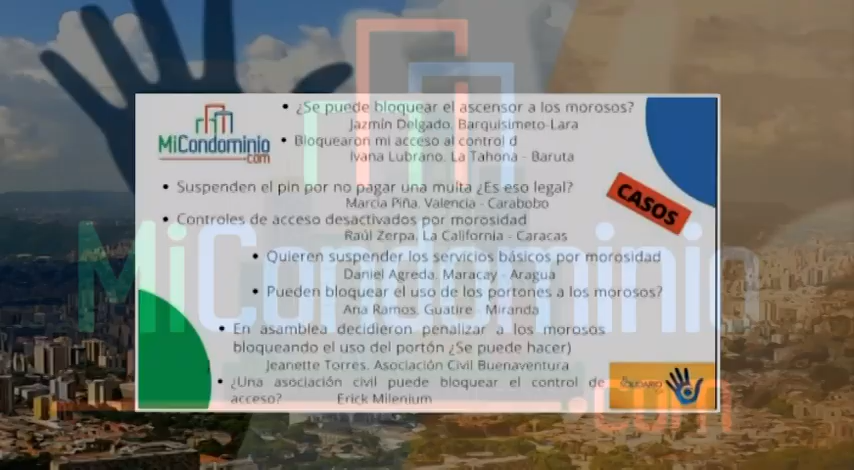 • ¿Se puede bloquear el ascensor a los morosos?
Jazmín Delgado, Barquisimeto-Lara
MiCondominio
.com
• Bloquearon mi acceso al control d
Ivana Lubrano, La Tahona - Baruta
• Suspenden el pin por no pagar una multa ¿Es eso legal?
Marcia Piña, Valencia - Carabobo
CASOS
• Controles de acceso desactivados por morosidad
Raúl Zerpa, La California - Caracas
• Quieren suspender los servicios básicos por morosidad
Daniel Agreda, Maracay - Aragua
• Pueden bloquear el uso de los portones a los morosos?
Ana Ramos, Guatire - Miranda
• En asamblea decidieron penalizar a los morosos
bloqueando el uso del portón ¿Se puede hacer)
Jeanette Torres, Asociación Civil Buenaventura
• ¿Una asociación civil puede bloquear el control de
acceso? Erick Milenium
SOLIDARIO
MiCondominio
.com